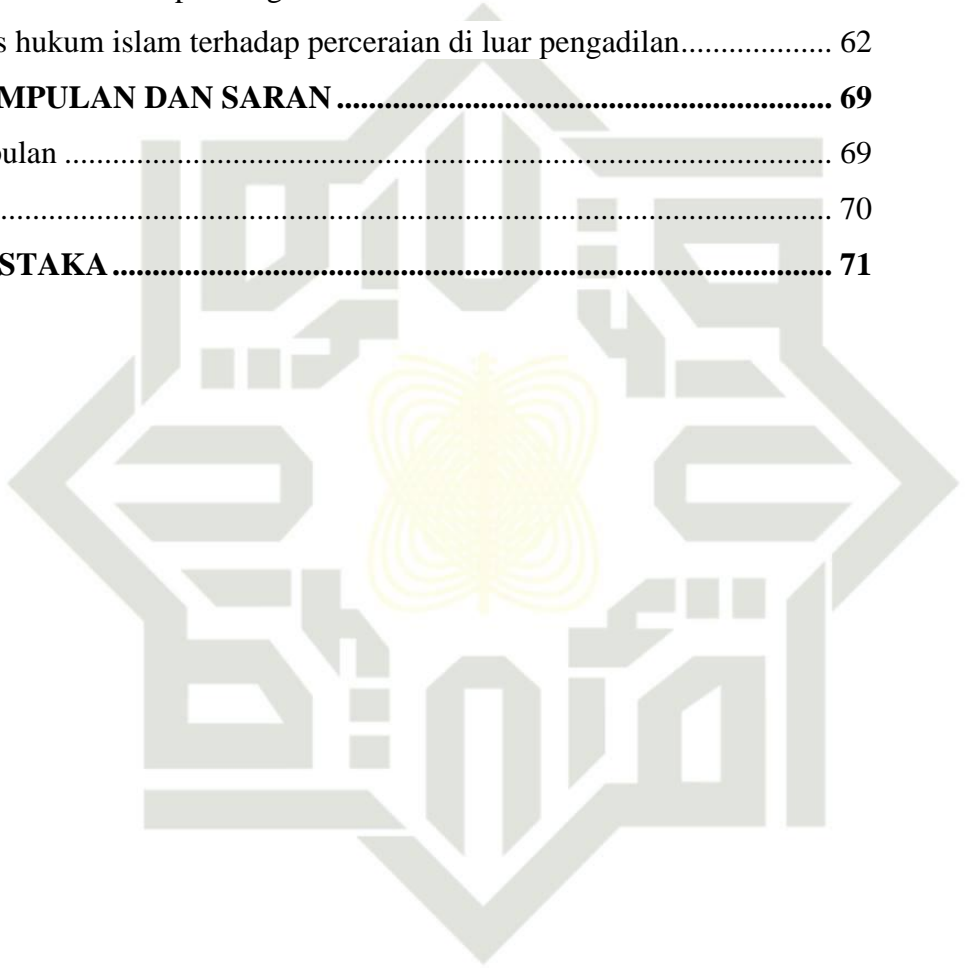 s hukum islam terhadap perceraian di luar pengadilan................... 62
MPULAN DAN SARAN .............................................................. 69
pulan ................................................................................................ 69
......................................................................................................... 70
STAKA .......................................................................................... 71